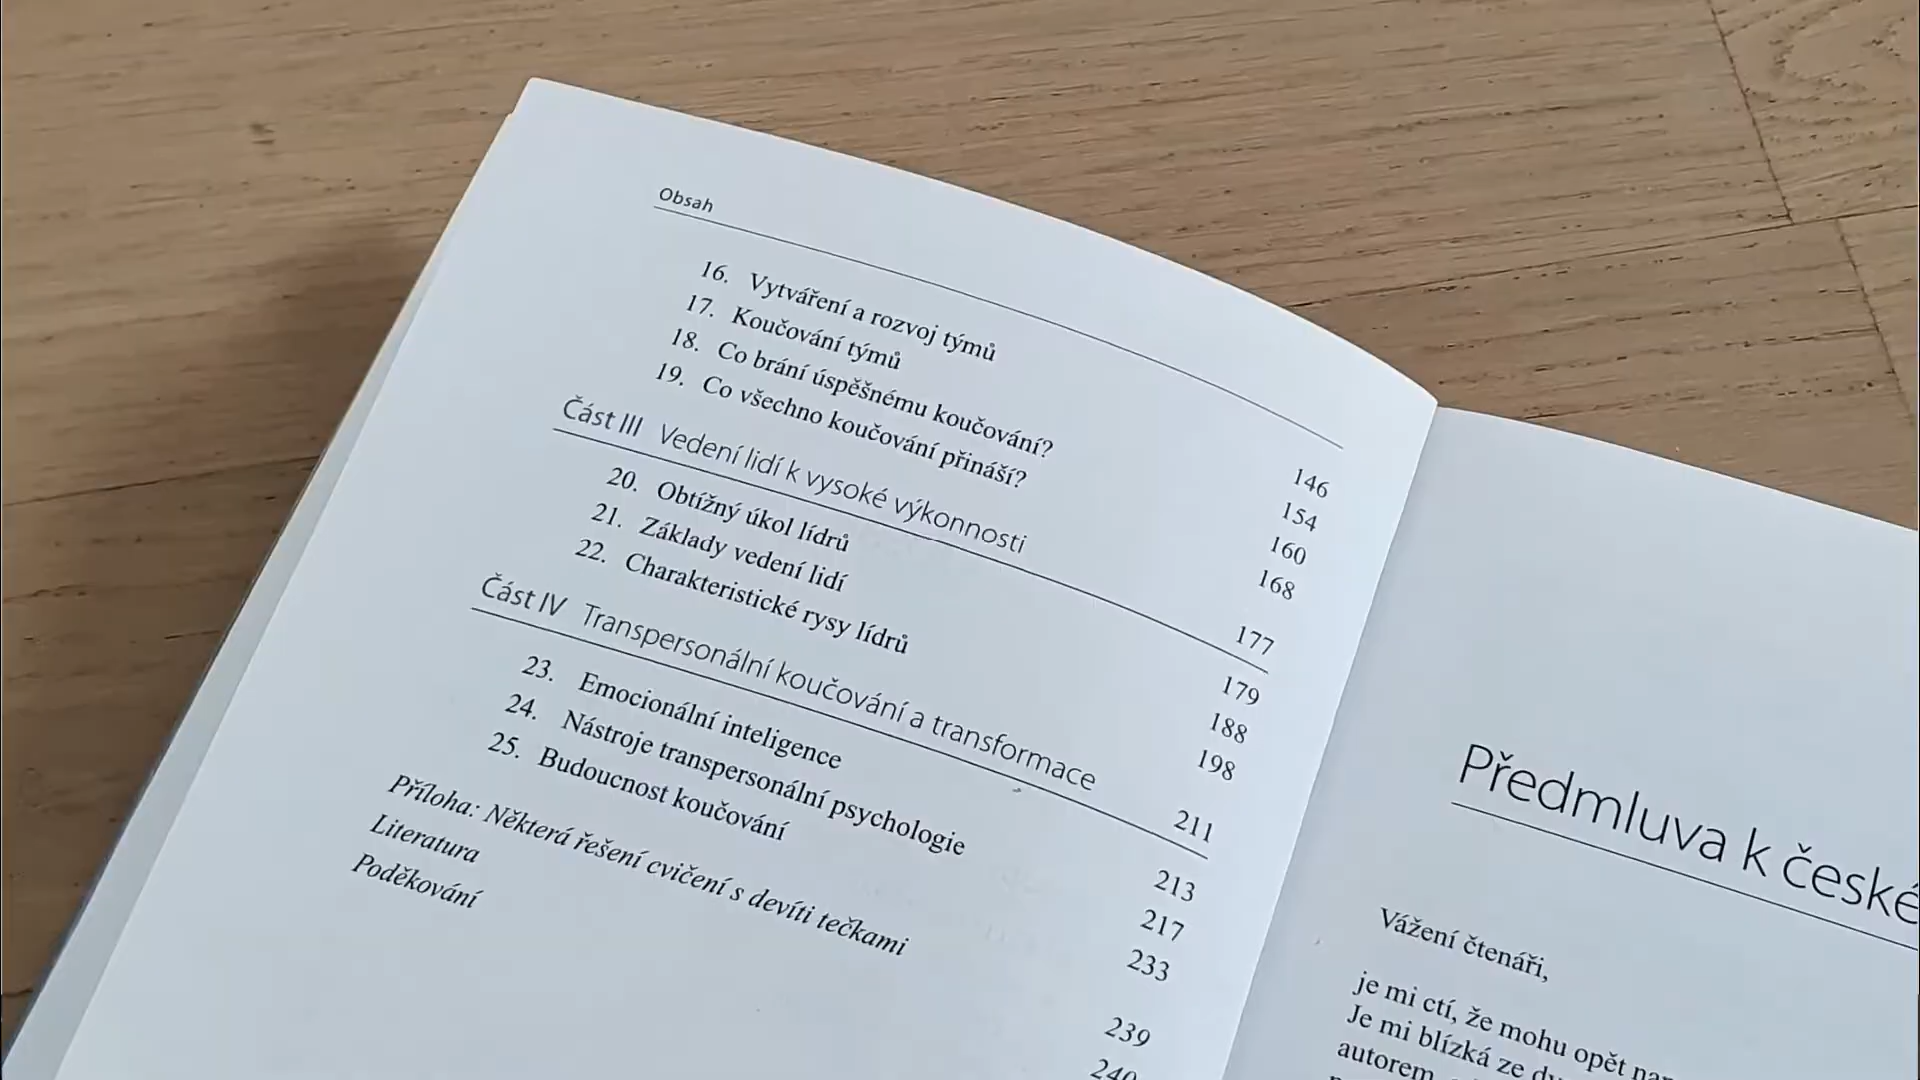 Obsah
16. Vytváření a rozvoj týmů 146
17. Koučování týmů 154
18. Co brání úspěšnému koučování? 160
19. Co všechno koučování přináší? 168
Část III Vedení lidí k vysoké výkonnosti 177
20. Obtížný úkol lídrů 179
21. Základy vedení lidí 188
22. Charakteristické rysy lídrů 198
Část IV Transpersonální koučování a transformace 211
23. Emocionální inteligence 213
24. Nástroje transpersonální psychologie 217
25. Budoucnost koučování 233
Příloha: Některá řešení cvičení s devíti tečkami 239
Literatura 240
Poděkování
Předmluva k české
Vážení čtenáři,
je mi ctí, že mohu opět
Je mi blízká ze
autorem